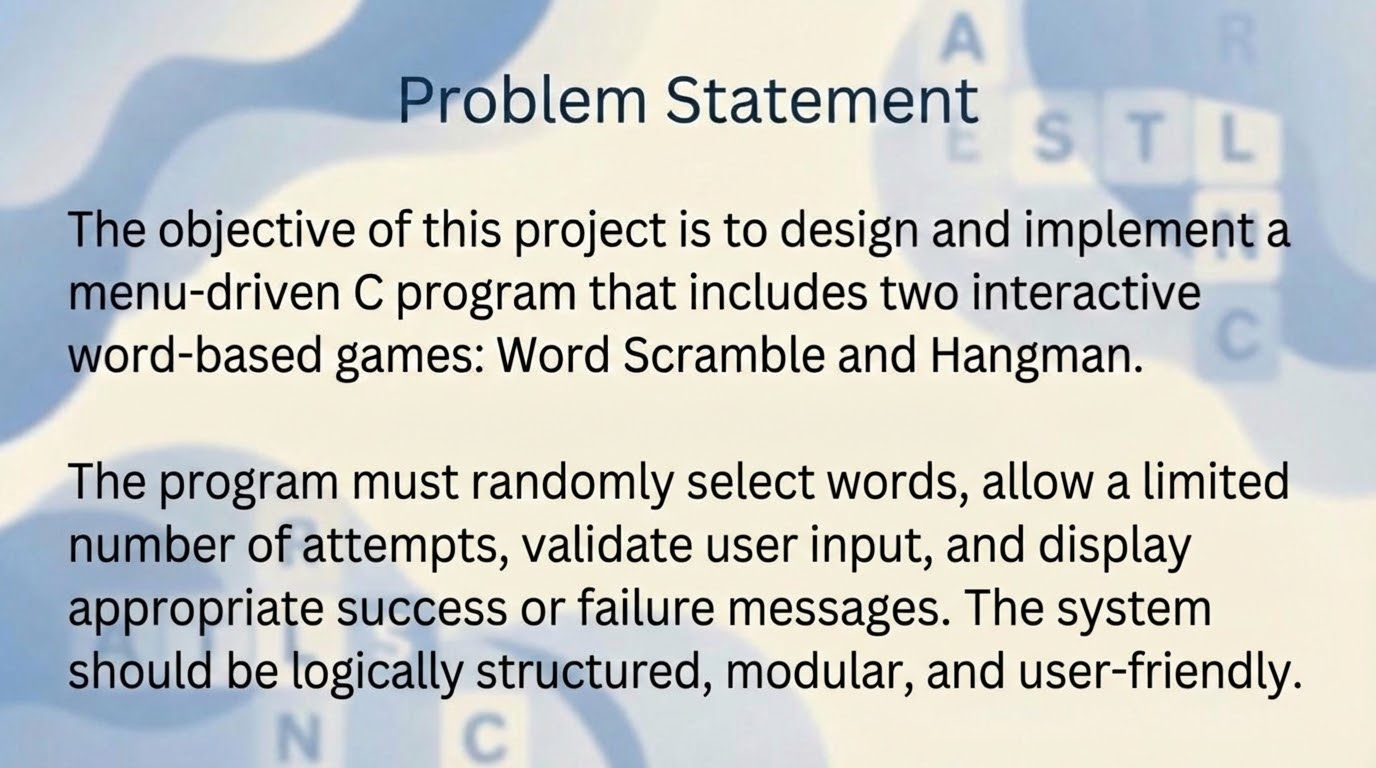 Problem Statement
A
R
E
S T L
N
C
The objective of this project is to design and implement a
menu-driven C program that includes two interactive
word-based games: Word Scramble and Hangman.
The program must randomly select words, allow a limited
number of attempts, validate user input, and display
appropriate success or failure messages. The system
should be logically structured, modular, and user-friendly.
N C